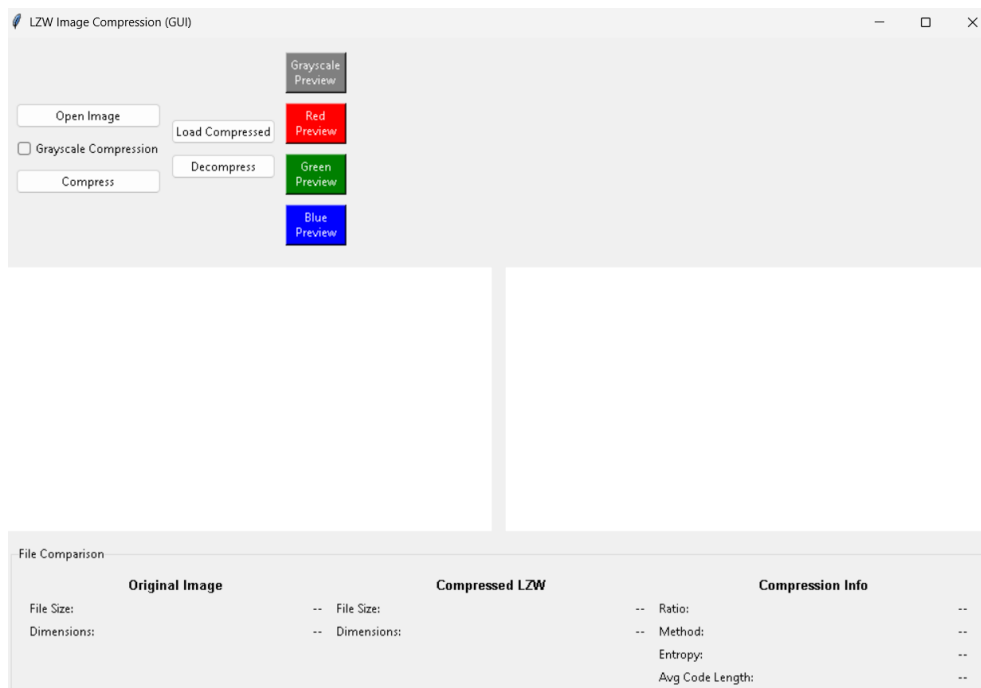 LZW Image Compression (GUI)
Open Image
Grayscale Compression
Compress
Load Compressed
Decompress
Grayscale
Preview
Red
Preview
Green
Preview
Blue
Preview
File Comparison
Original Image
File Size: --
Dimensions: --
Compressed LZW
File Size: --
Dimensions: --
Compression Info
Ratio: --
Method: --
Entropy: --
Avg Code Length: --